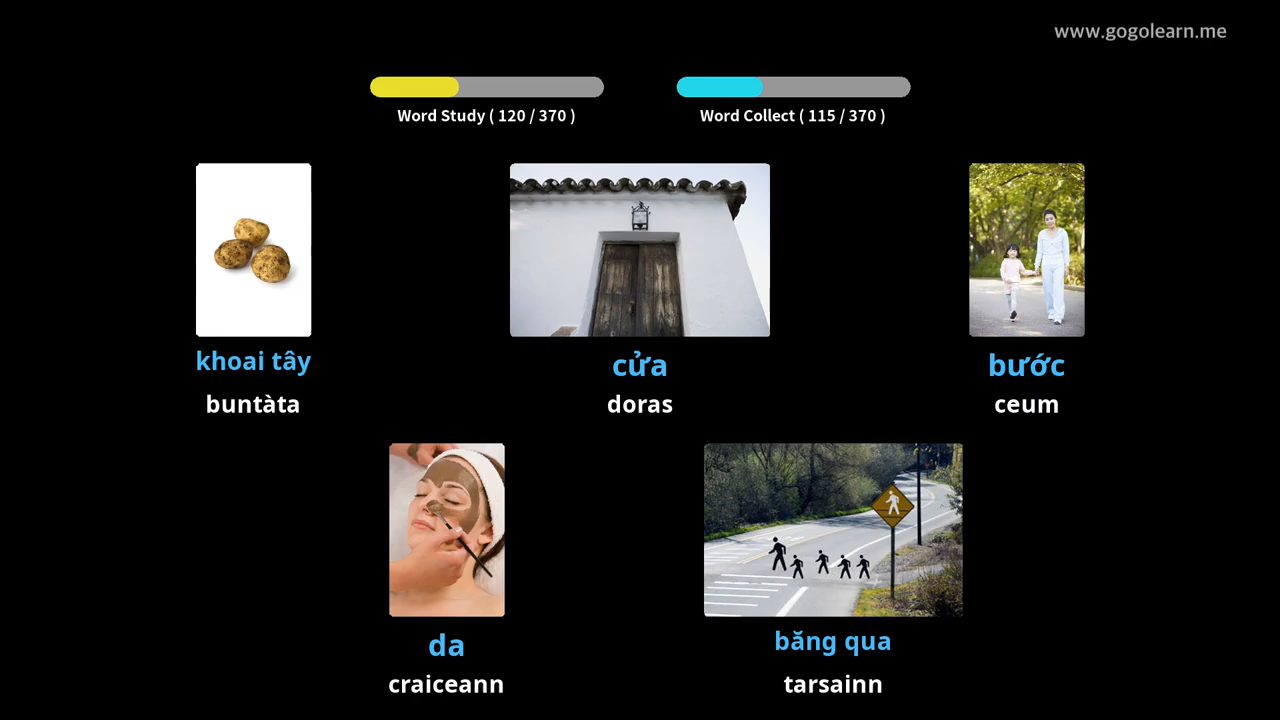 www.gogolearn.me
Word Study ( 120 / 370 )
Word Collect ( 115 / 370 )
khoai tây
buntàta
cửa
doras
bước
ceum
da
craiceann
băng qua
tarsainn